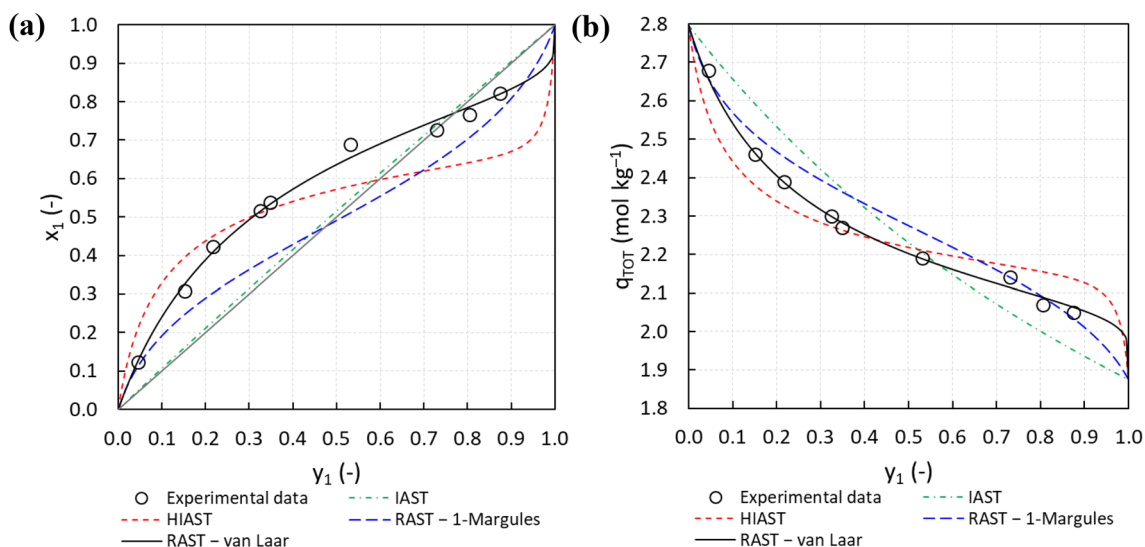 (a)
1.0
0.9
0.8
0.7
0.6
0.5
0.4
0.3
0.2
0.1
0.0
x1 (-)
0.0 0.1 0.2 0.3 0.4 0.5 0.6 0.7 0.8 0.9 1.0
y1 (-)
Experimental data IAST
HIAST RAST – 1-Margules
RAST – van Laar
(b)
2.8
2.7
2.6
2.5
2.4
2.3
2.2
2.1
2.0
1.9
1.8
qTOT (mol kg−1)
0.0 0.1 0.2 0.3 0.4 0.5 0.6 0.7 0.8 0.9 1.0
y1 (-)
Experimental data IAST
HIAST RAST – 1-Margules
RAST – van Laar